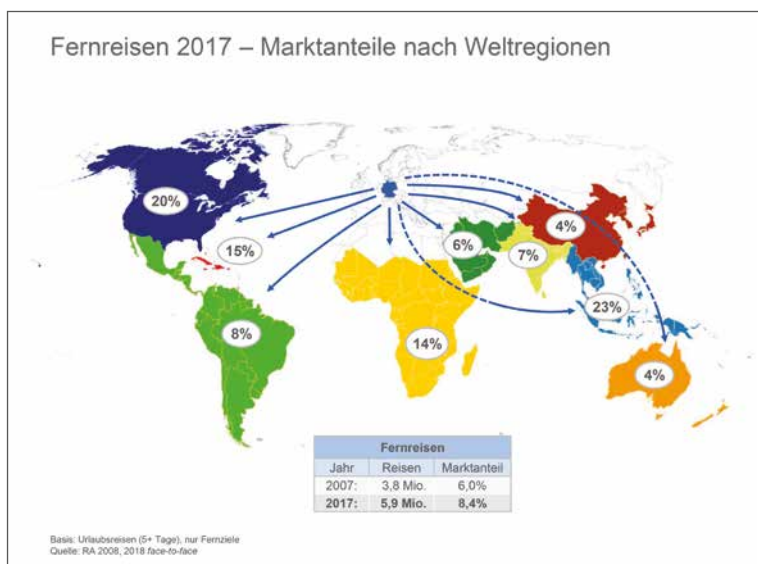 Fernreisen 2017 – Marktanteile nach Weltregionen
20%
15%
8%
14%
6%
7%
4%
23%
4%
Fernreisen
Jahr Reisen Marktanteil
2007: 3,8 Mio. 6,0%
2017: 5,9 Mio. 8,4%
Basis: Urlaubsreisen (5+ Tage), nur Fernziele
Quelle: RA 2008, 2018 face-to-face